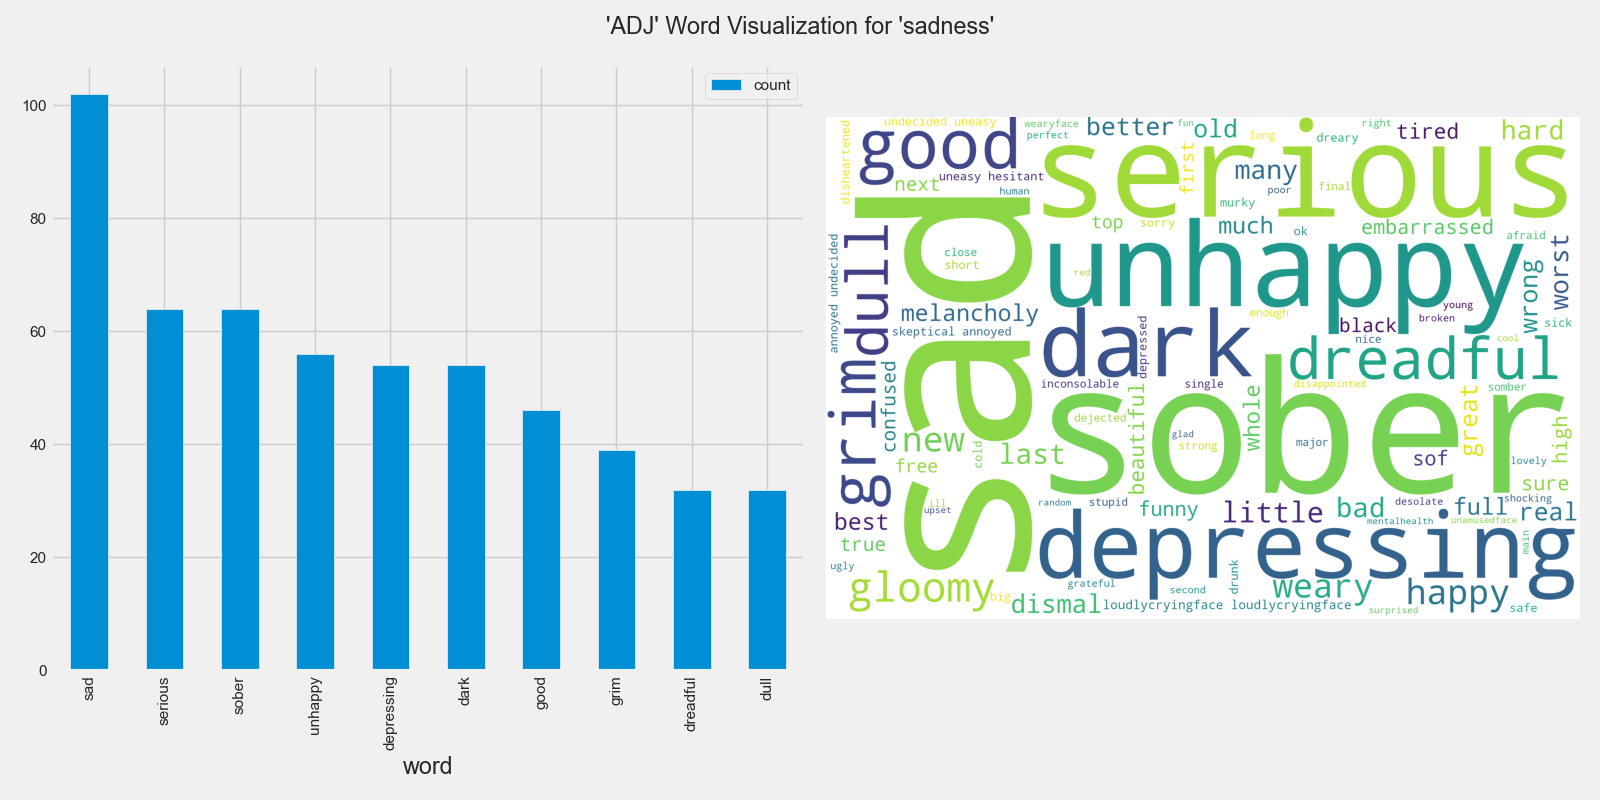 'ADJ' Word Visualization for 'sadness'
count
100
80
60
40
20
0
sad
serious
sober
unhappy
depressing
dark
good
grim
dreadful
dull
word
disheartened
undecided uneasy
good
wearyface
perfect
better
fun
old
long
dreary
right
tired
hard
next
uneasy hesitant
human
serious
first
many
poor
final
murky
top
sorry
much
ok
embarrassed
afraid
annoyed undecided
dull
sad
close
short
red
unhappy
wrong
worst
melancholy
skeptical annoyed
dark
depressed
enough
black
young
broken
nice
sick
cool
grim
confused
dreadful
inconsolable
single
disappointed
somber
new
free
cold
last
dejected
beautiful
sober
glad
strong
whole
major
sof
great
high
lovely
sure
ill
upset
random
stupid
desolate
shocking
best
true
funny
little
bad
mentalhealth
full
unamusedface
real
main
ugly
depressing
gloomy
big
dismal
grateful
loudlycryingface loudlycryingface
second
drunk
weary
surprised
happy
safe